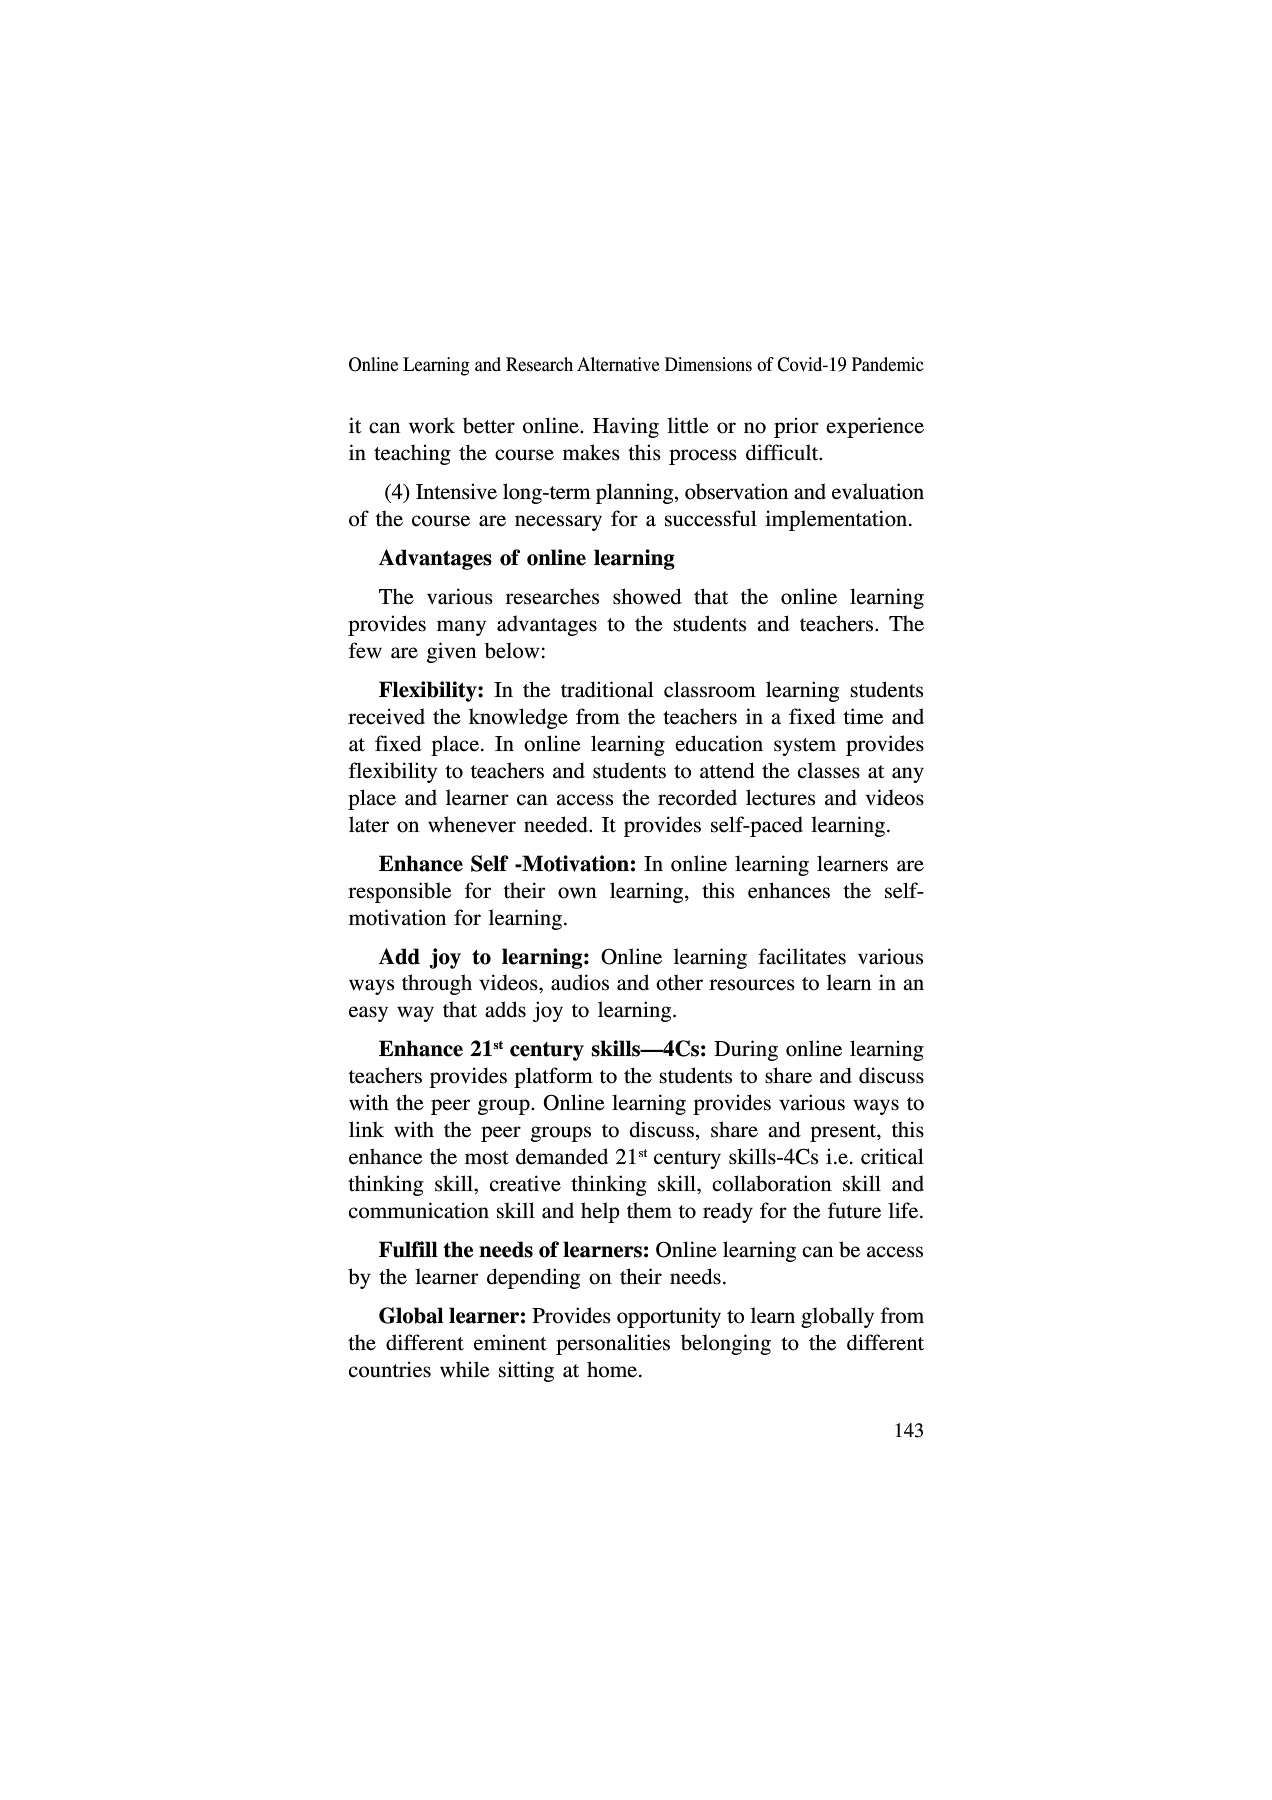 Online Learning and Research Alternative Dimensions of Covid-19 Pandemic
it can work better online. Having little or no prior experience
in teaching the course makes this process difficult.
(4) Intensive long-term planning, observation and evaluation
of the course are necessary for a successful implementation.
Advantages of online learning
The various researches showed that the online learning
provides many advantages to the students and teachers. The
few are given below:
Flexibility: In the traditional classroom learning students
received the knowledge from the teachers in a fixed time and
at fixed place. In online learning education system provides
flexibility to teachers and students to attend the classes at any
place and learner can access the recorded lectures and videos
later on whenever needed. It provides self-paced learning.
Enhance Self -Motivation: In online learning learners are
responsible for their own learning, this enhances the self-
motivation for learning.
Add joy to learning: Online learning facilitates various
ways through videos, audios and other resources to learn in an
easy way that adds joy to learning.
Enhance 21st century skills—4Cs: During online learning
teachers provides platform to the students to share and discuss
with the peer group. Online learning provides various ways to
link with the peer groups to discuss, share and present, this
enhance the most demanded 21st century skills-4Cs i.e. critical
thinking skill, creative thinking skill, collaboration skill and
communication skill and help them to ready for the future life.
Fulfill the needs of learners: Online learning can be access
by the learner depending on their needs.
Global learner: Provides opportunity to learn globally from
the different eminent personalities belonging to the different
countries while sitting at home.
143